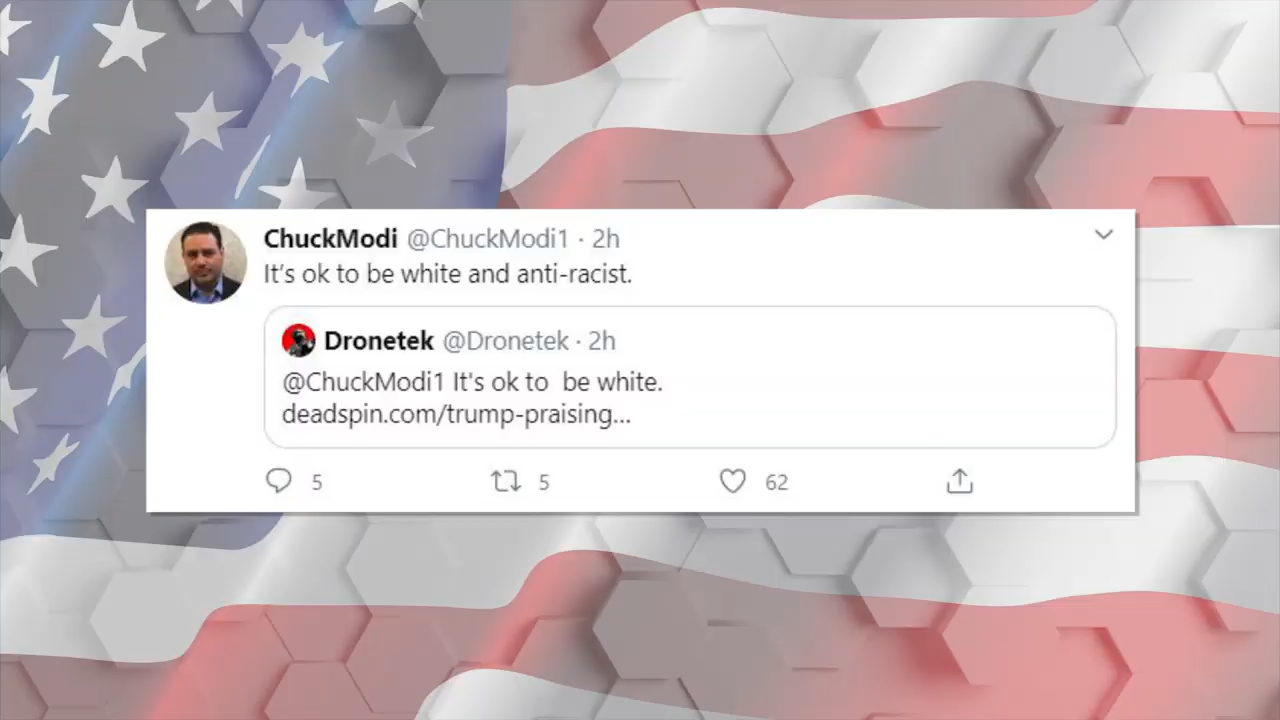 ChuckModi @ChuckModi1 · 2h
It's ok to be white and anti-racist.
Dronetek @Dronetek · 2h
@ChuckModi1 It's ok to  be white.
deadspin.com/trump-praising...
5 5 62